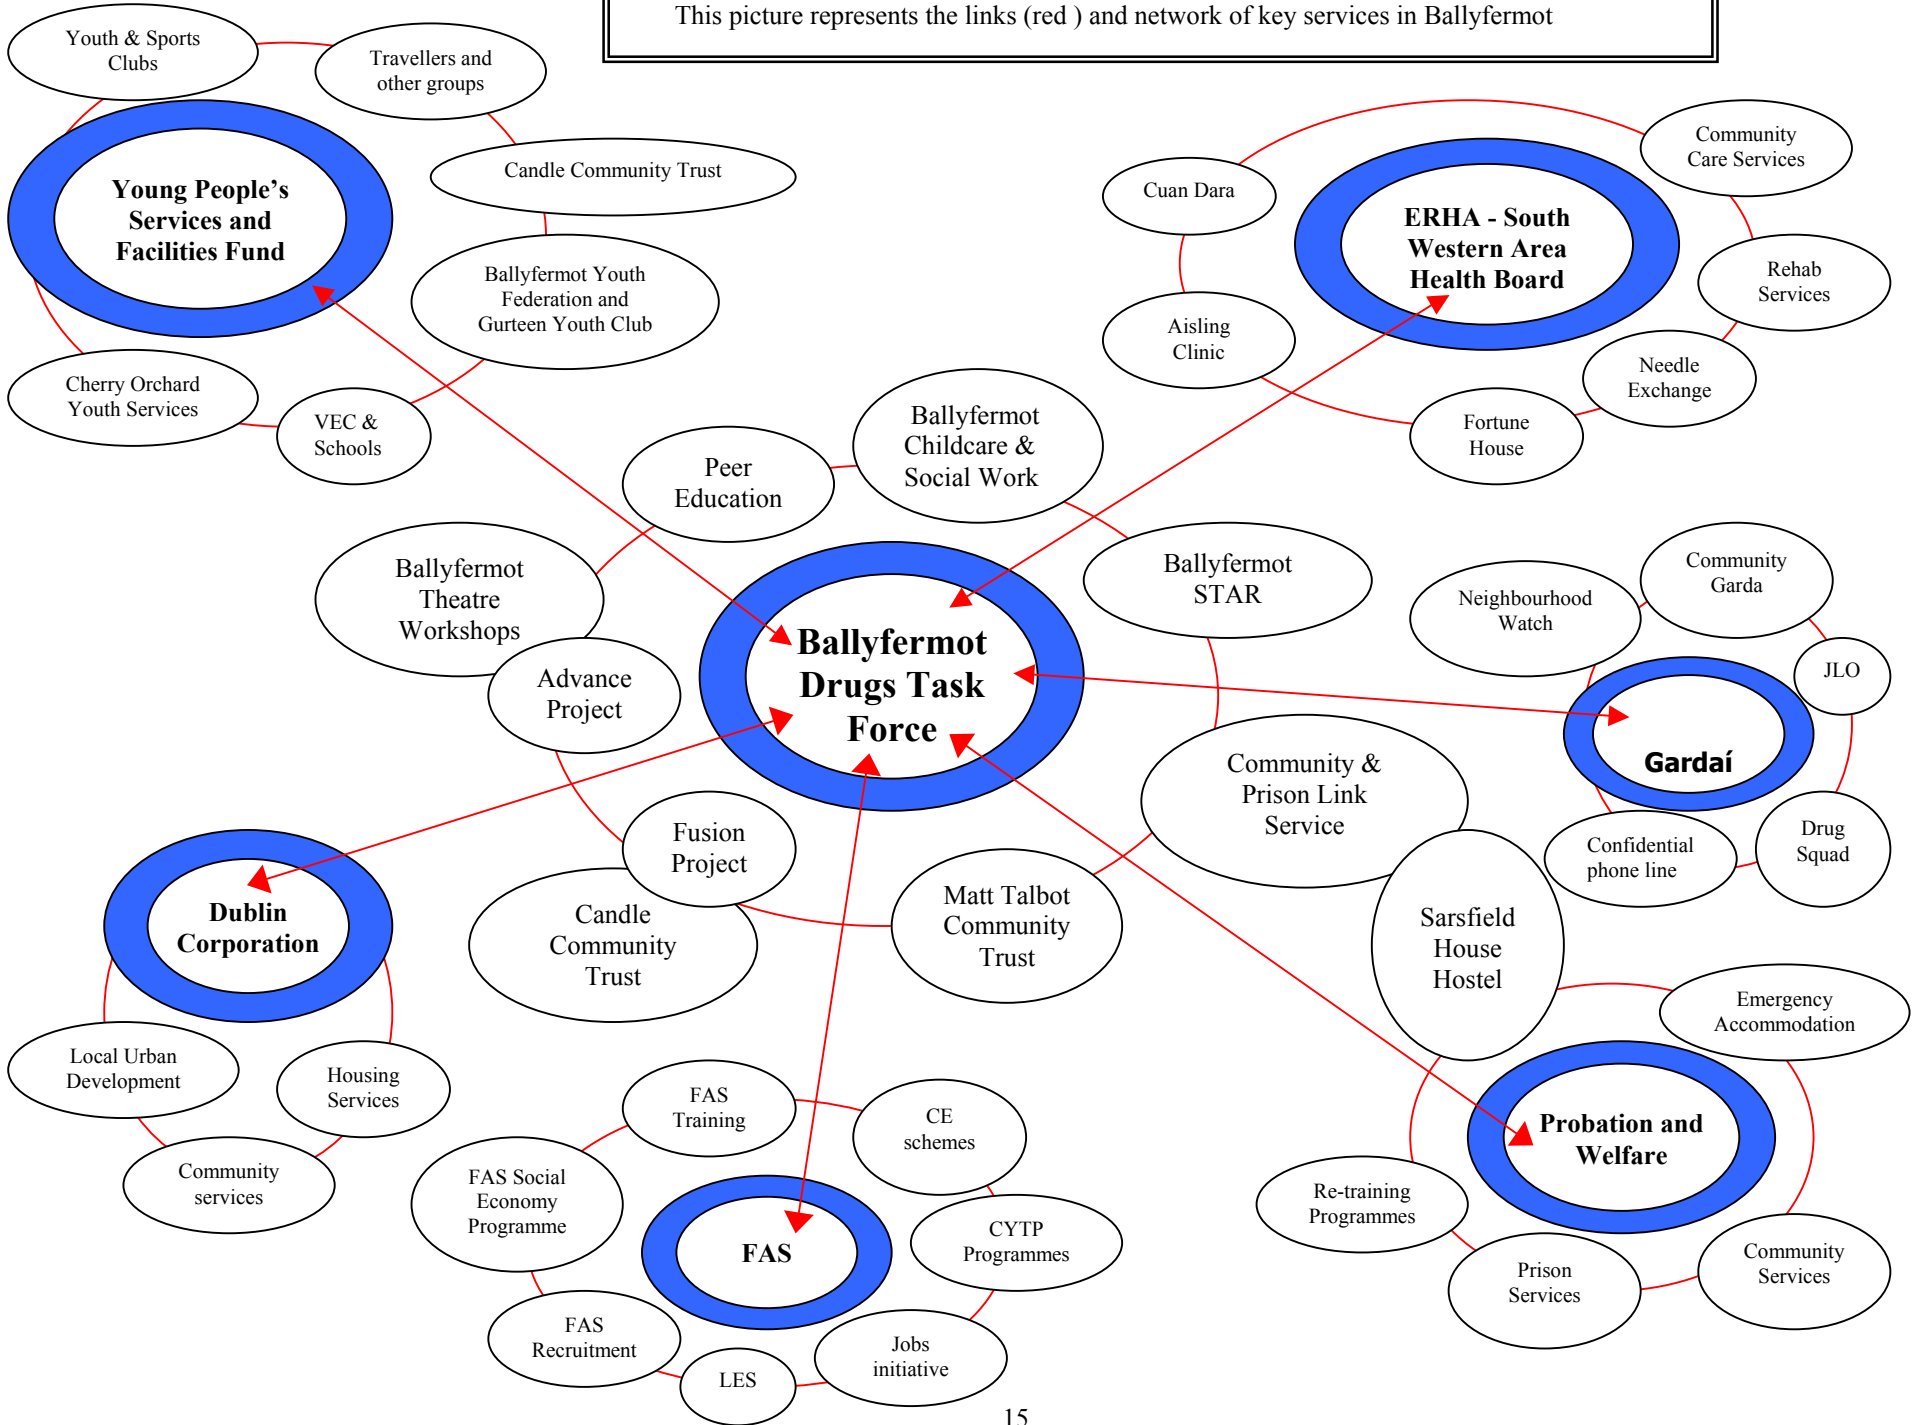 This picture represents the links (red ) and network of key services in Ballyfermot
Youth & Sports
Clubs
Travellers and
other groups
Candle Community Trust
Young People’s
Services and
Facilities Fund
Ballyfermot Youth
Federation and
Gurteen Youth Club
Cherry Orchard
Youth Services
VEC &
Schools
Community
Care Services
Cuan Dara
ERHA - South
Western Area
Health Board
Rehab
Services
Aisling
Clinic
Needle
Exchange
Fortune
House
Peer
Education
Ballyfermot
Childcare &
Social Work
Ballyfermot
Theatre
Workshops
Ballyfermot
STAR
Advance
Project
Ballyfermot
Drugs Task
Force
Community &
Prison Link
Service
Fusion
Project
Candle
Community
Trust
Matt Talbot
Community
Trust
Neighbourhood
Watch
Community
Garda
JLO
Gardaí
Confidential
phone line
Drug
Squad
Dublin
Corporation
Local Urban
Development
Housing
Services
Community
services
Sarsfield
House
Hostel
Emergency
Accommodation
Probation and
Welfare
Re-training
Programmes
Prison
Services
Community
Services
FAS
Training
CE
schemes
FAS Social
Economy
Programme
FAS
CYTP
Programmes
FAS
Recruitment
LES
Jobs
initiative
15